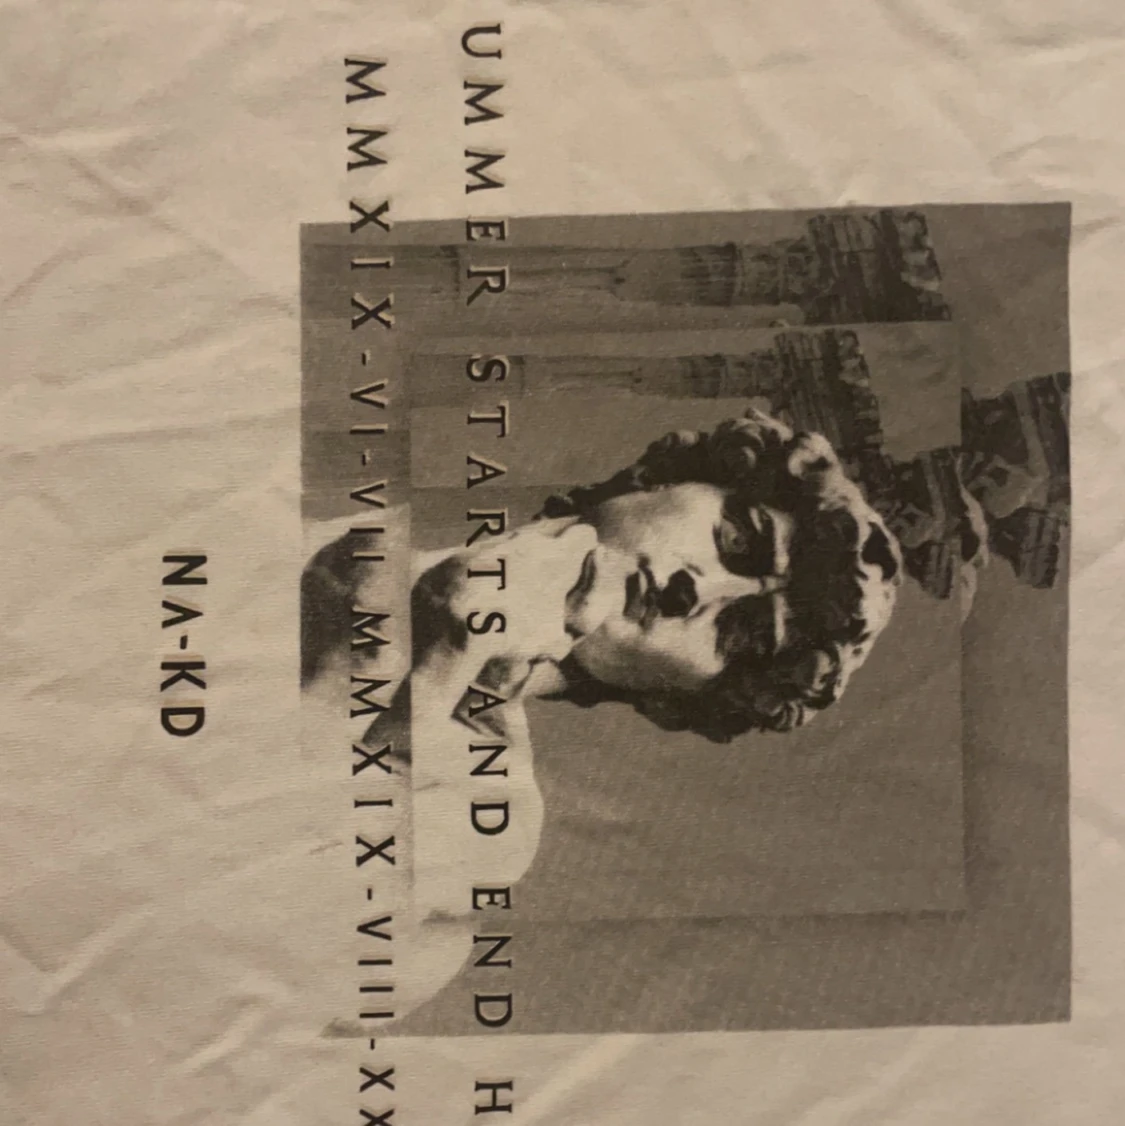 UMMER STARTS AND END H
MMXIX-VI-VII MMXIX-VIII-XX
NA-KD